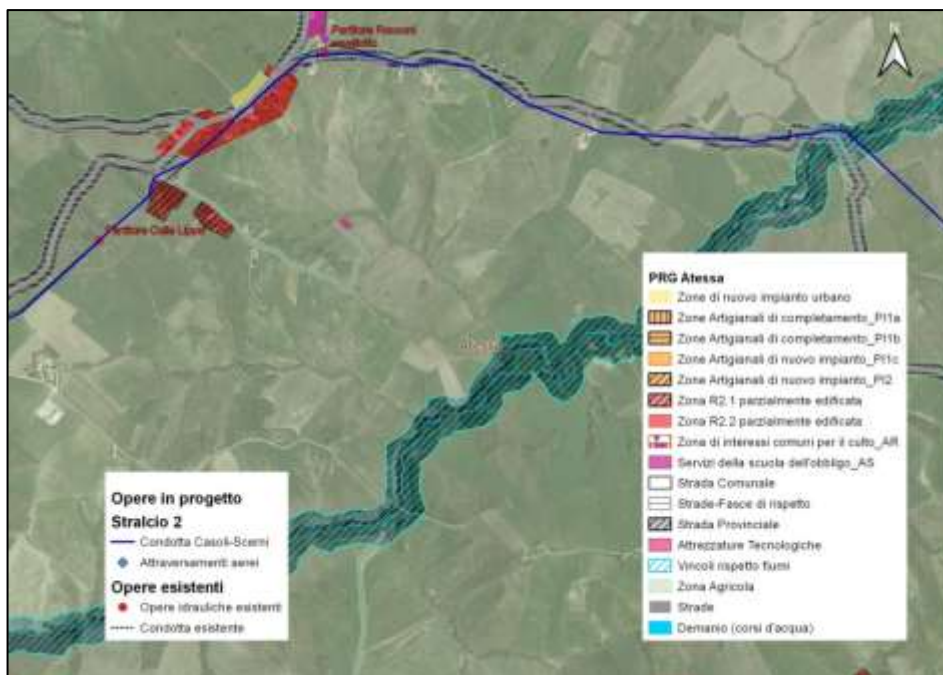 Partitore
N
PRG Atessa
Zone di nuovo impianto urbano
Zone Artigianali di completamento_PI1a
Zone Artigianali di completamento_PI1b
Zone Artigianali di nuovo impianto_PI1c
Zone Artigianali di nuovo impianto_PI2
Zona R2.1 parzialmente edificata
Zona R2.2 parzialmente edificata
Zona di interessi comuni per il culto_AR
Servizi della scuola dell'obbligo_AS
Strada Comunale
Strade-Fasce di rispetto
Strada Provinciale
Attrezzature Tecnologiche
Vincoli rispetto fiumi
Zona Agricola
Strade
Demanio (corsi d'acqua)
Opere in progetto
Stralcio 2
Condotta Casoli-Scerni
Attraversamenti aerei
Opere esistenti
Opere idrauliche esistenti
Condotta esistente